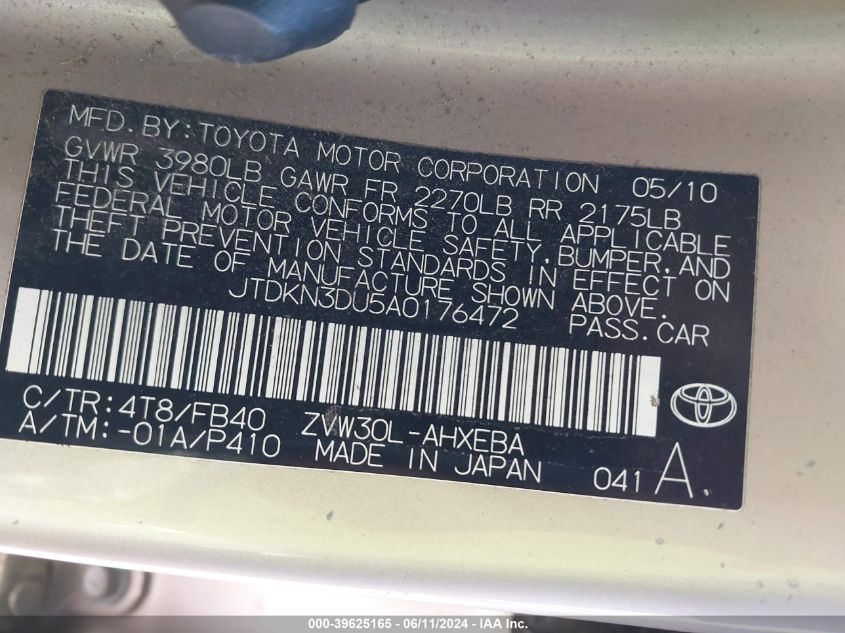 MFD. BY: TOYOTA MOTOR CORPORATION 05/10
GVWR 3980LB GAWR FR 2270LB RR 2175LB
THIS VEHICLE CONFORMS TO ALL APPLICABLE
FEDERAL MOTOR VEHICLE SAFETY, BUMPER, AND
THEFT PREVENTION STANDARDS IN EFFECT ON
THE DATE OF MANUFACTURE SHOWN ABOVE.
JTDKN3DU5A0176472 PASS. CAR
C/TR: 4T8/FB40 ZVW30L-AHXEBA
A/TM: -01A/P410 MADE IN JAPAN
041 A.
000-39625165 - 06/11/2024 - IAA Inc.